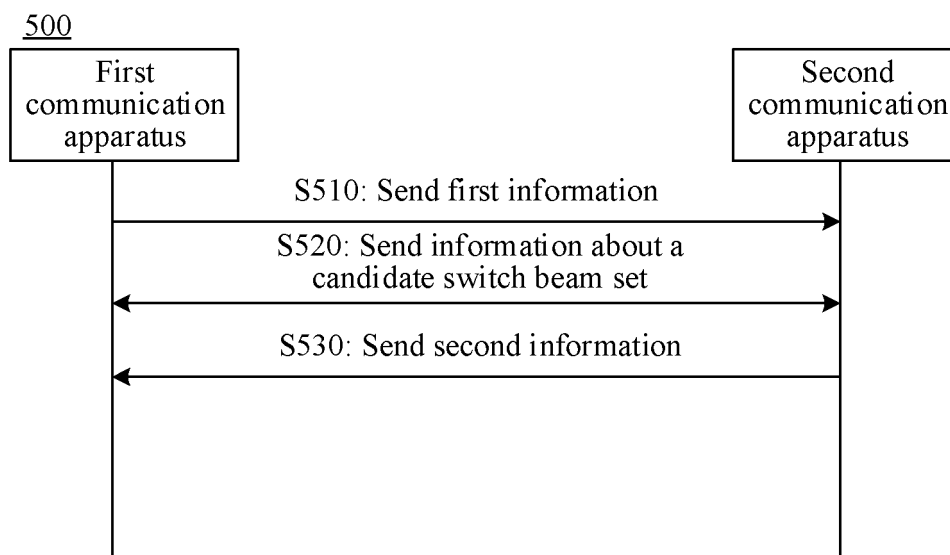 500
First
communication
apparatus
Second
communication
apparatus
S510: Send first information
S520: Send information about a
candidate switch beam set
S530: Send second information